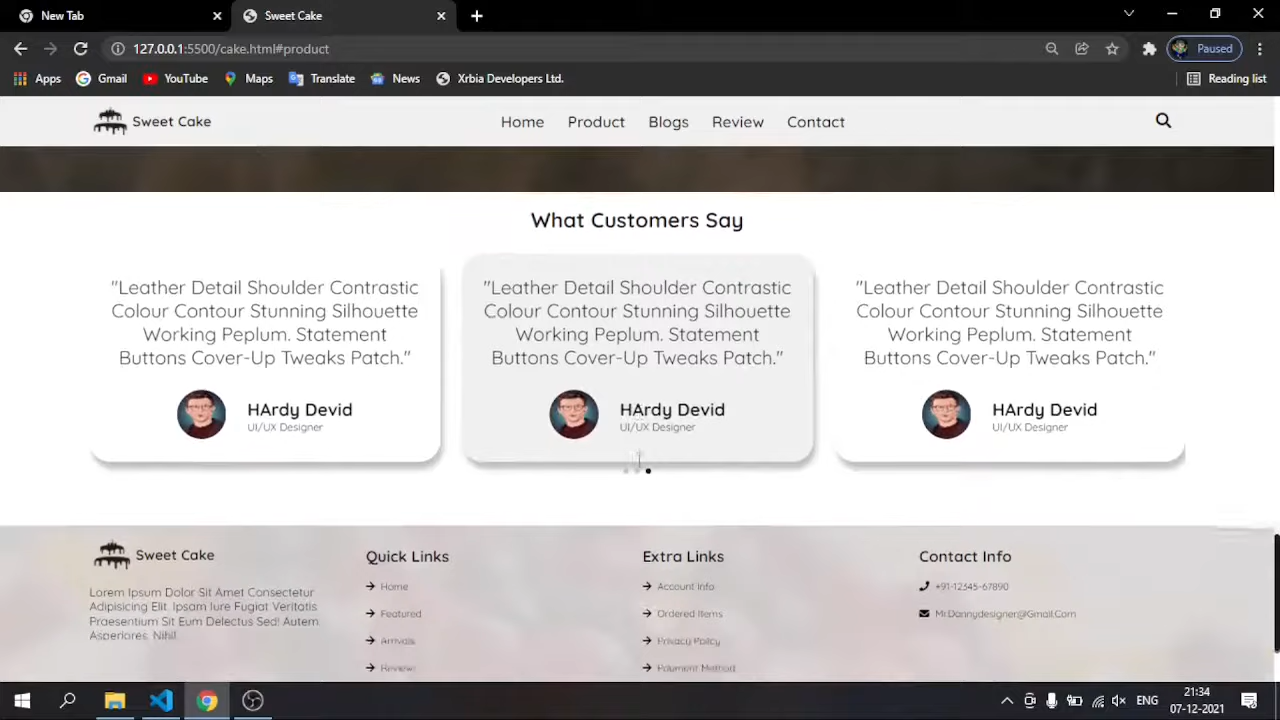 New Tab
Sweet Cake
127.0.0.1:5500/cake.html#product
Paused
Apps Gmail YouTube Maps Translate News Xrbia Developers Ltd. Reading list
Sweet Cake Home Product Blogs Review Contact
What Customers Say
"Leather Detail Shoulder Contrastic
Colour Contour Stunning Silhouette
Working Peplum. Statement
Buttons Cover-Up Tweaks Patch."
HArdy Devid
UI/UX Designer
"Leather Detail Shoulder Contrastic
Colour Contour Stunning Silhouette
Working Peplum. Statement
Buttons Cover-Up Tweaks Patch."
HArdy Devid
UI/UX Designer
"Leather Detail Shoulder Contrastic
Colour Contour Stunning Silhouette
Working Peplum. Statement
Buttons Cover-Up Tweaks Patch."
HArdy Devid
UI/UX Designer
Sweet Cake
Lorem Ipsum Dolor Sit Amet Consectetur
Adipisicing Elit. Ipsam Iure Fugiat Veritatis
Praesentium Sit Eum Delectus Sed! Autem
Asperiores, Nihil.
Quick Links
Home
Featured
Arrivals
Review
Extra Links
Account Info
Ordered Items
Privacy Policy
Payment Method
Contact Info
+91-12345-67890
Mr.Dannydesigner@Gmail.Com
ENG
21:34
07-12-2021